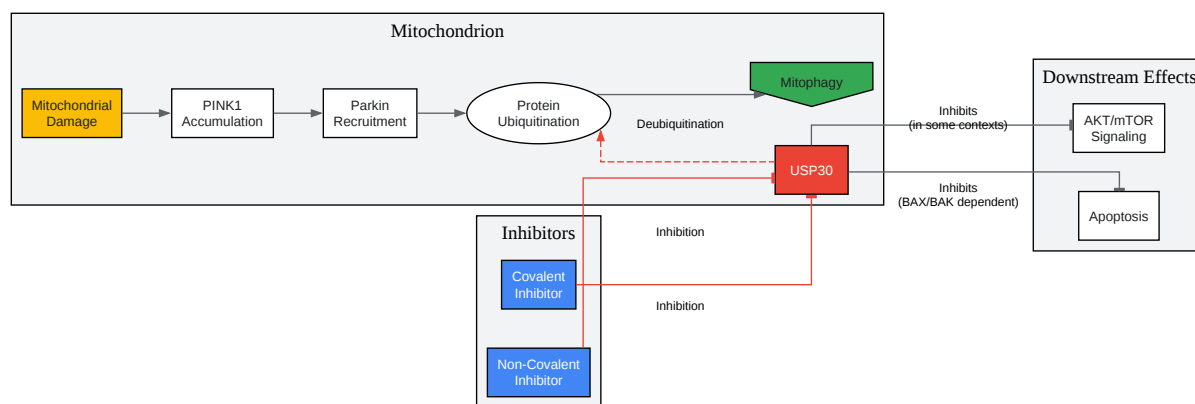 Mitochondrion
Mitochondrial
Damage
PINK1
Accumulation
Parkin
Recruitment
Protein
Ubiquitination
Mitophagy
Deubiquitination
USP30
Inhibits
(in some contexts)
Inhibits
(BAX/BAK dependent)
Downstream Effects
AKT/mTOR
Signaling
Apoptosis
Inhibitors
Covalent
Inhibitor
Non-Covalent
Inhibitor
Inhibition
Inhibition